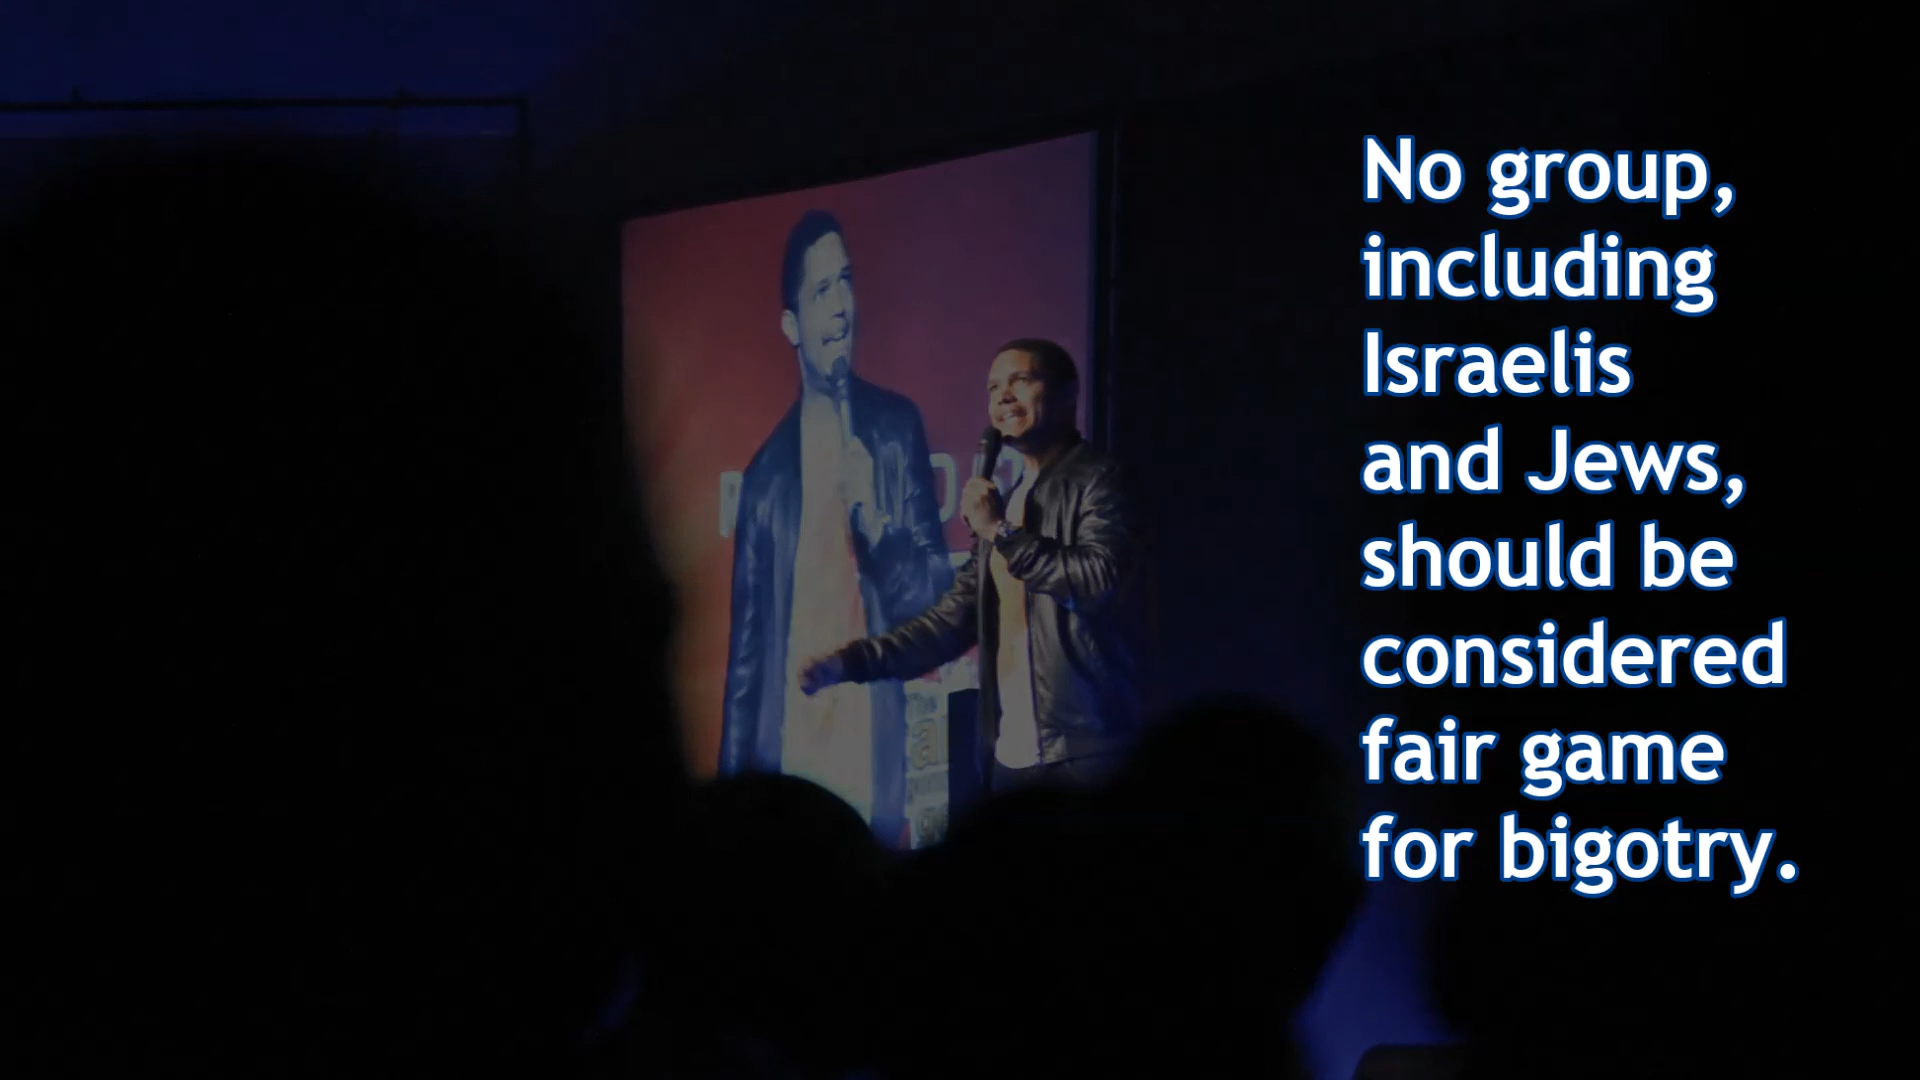 No group,
including
Israelis
and Jews,
should be
considered
fair game
for bigotry.